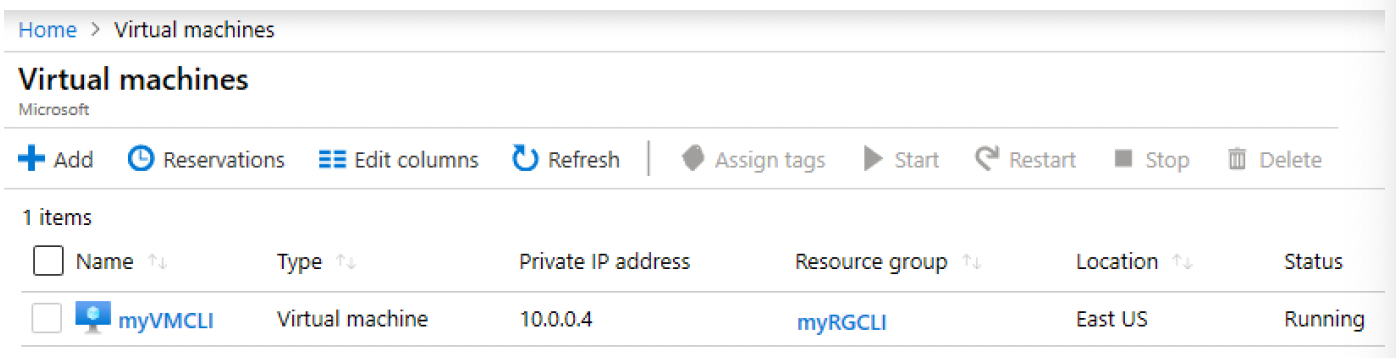 Home > Virtual machines
Virtual machines
Microsoft
Add Reservations Edit columns Refresh Assign tags Start Restart Stop Delete
1 items
Name ↑↓ Type ↑↓ Private IP address Resource group ↑↓ Location ↑↓ Status
myVMCLI Virtual machine 10.0.0.4 myRGCLI East US Running